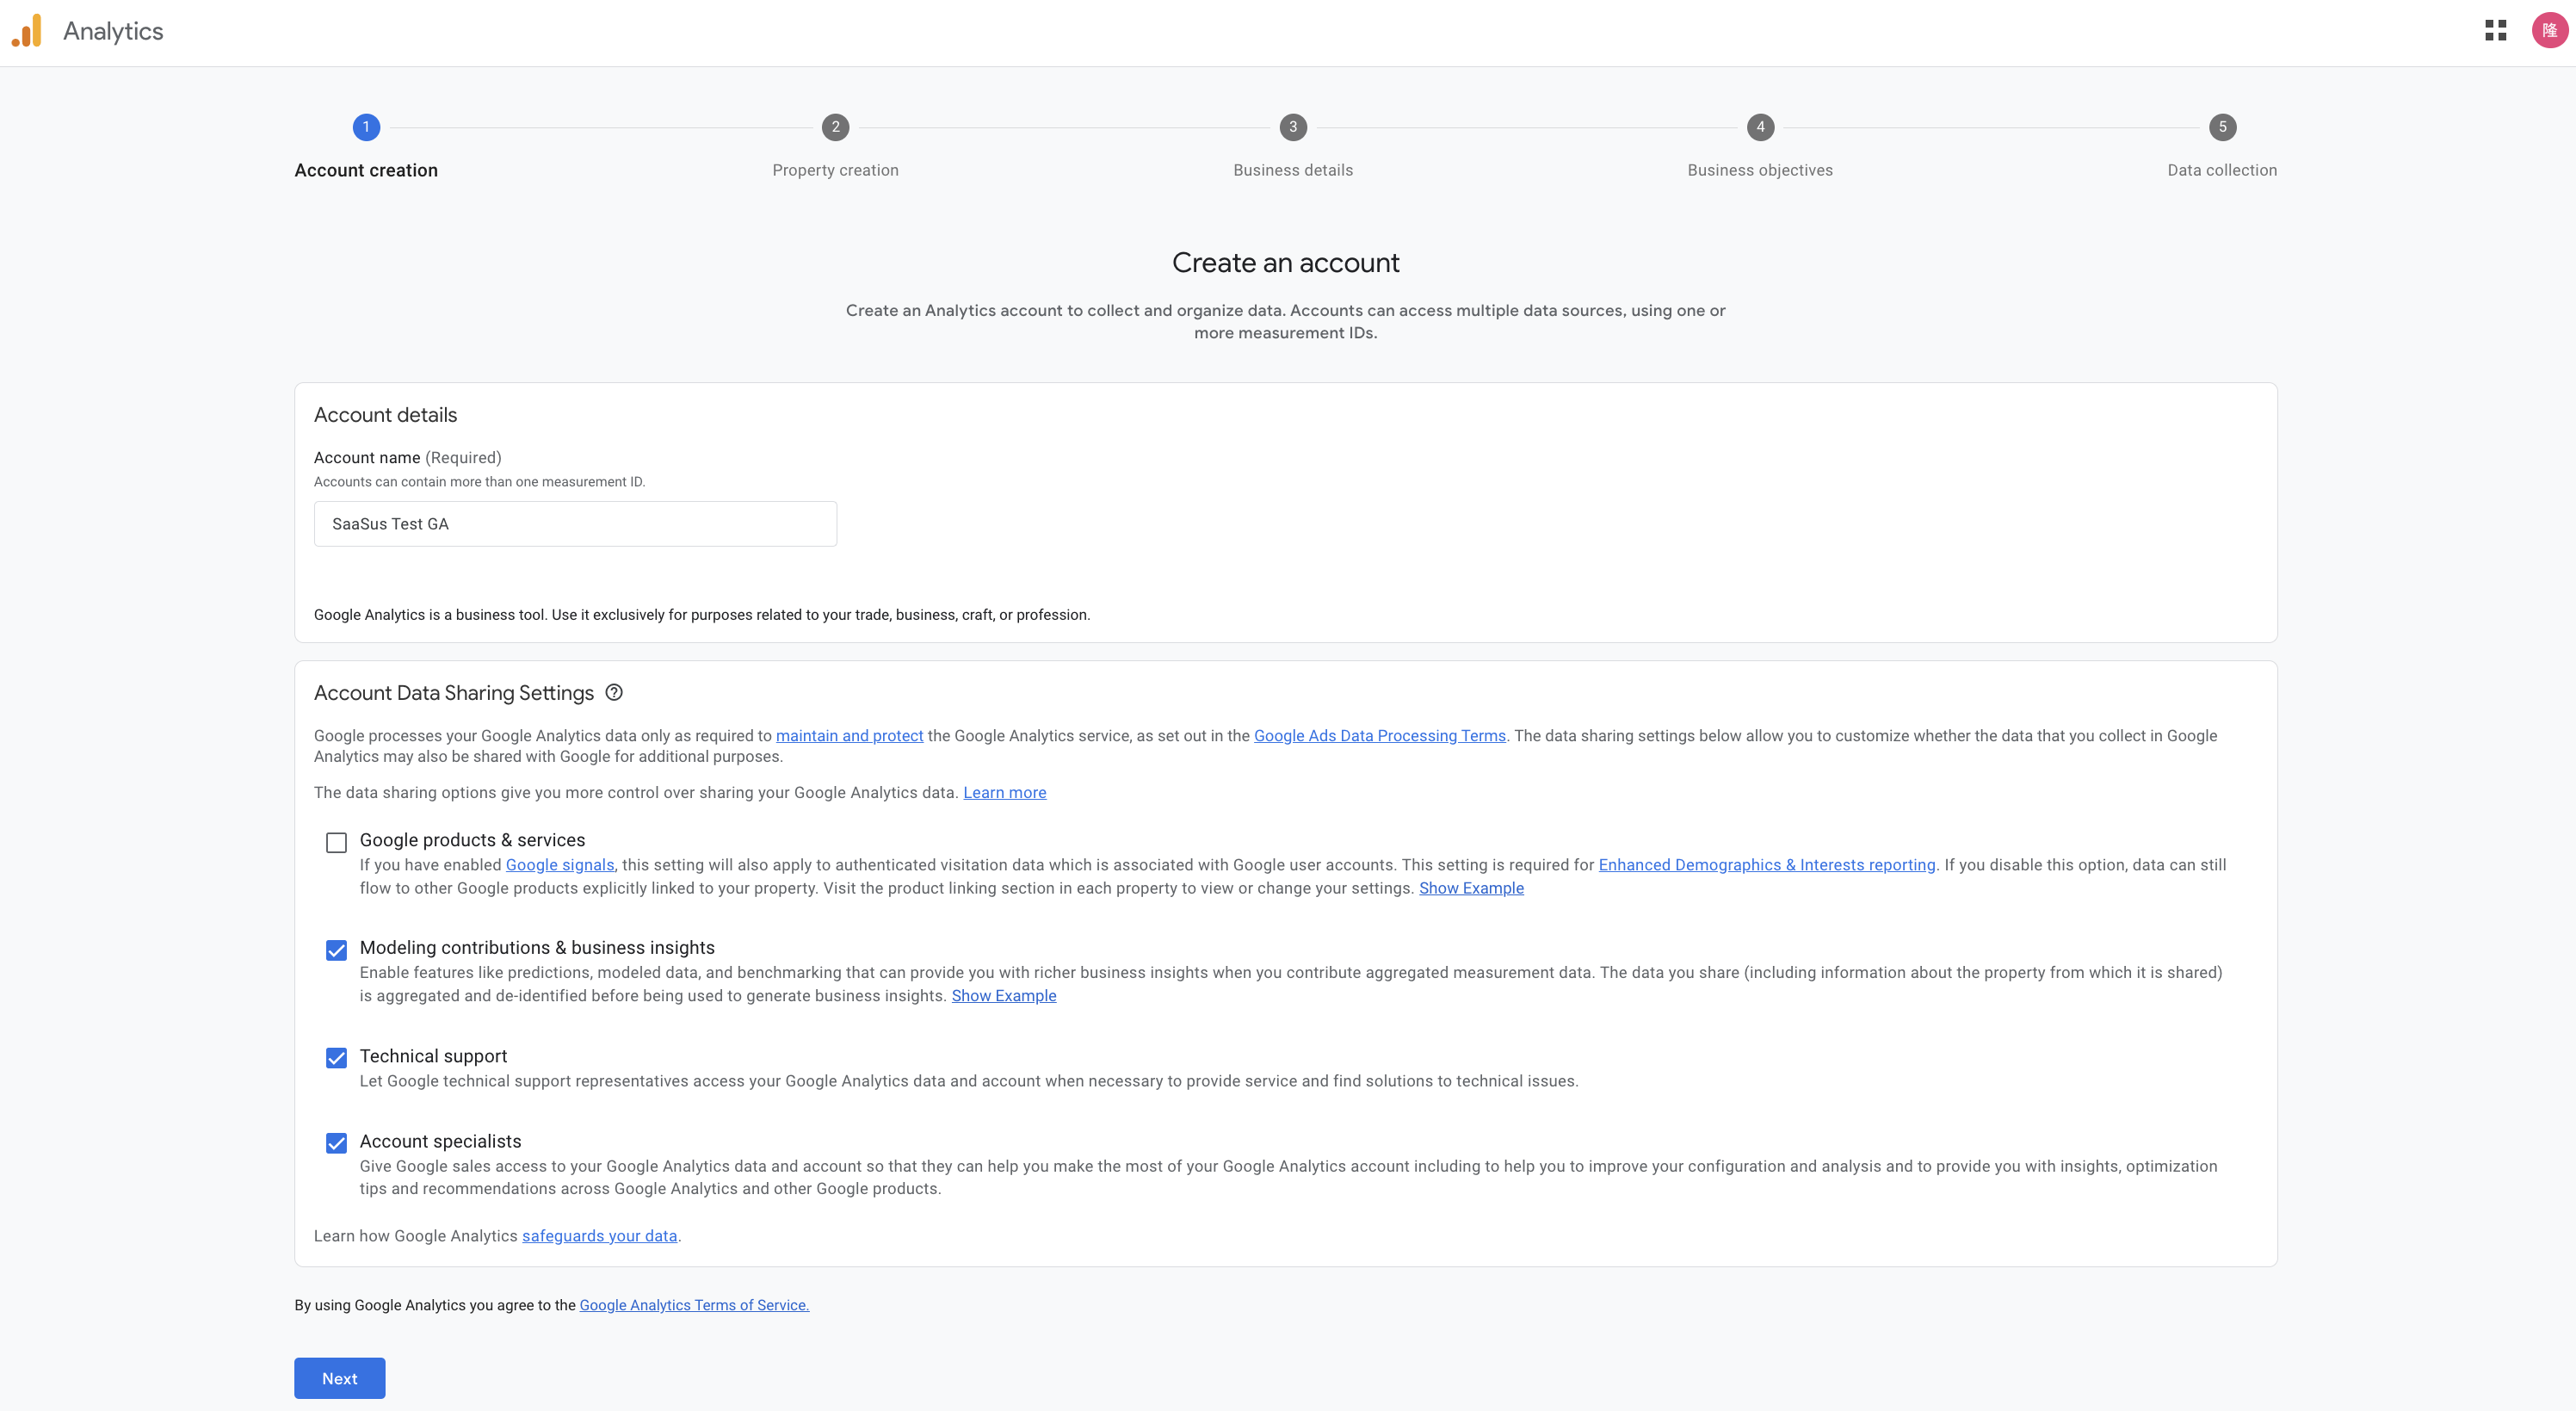 Analytics
隆
1
2
3
4
5
Account creation
Property creation
Business details
Business objectives
Data collection
Create an account
Create an Analytics account to collect and organize data. Accounts can access multiple data sources, using one or
more measurement IDs.
Account details
Account name (Required)
Accounts can contain more than one measurement ID.
SaaSus Test GA
Google Analytics is a business tool. Use it exclusively for purposes related to your trade, business, craft, or profession.
Account Data Sharing Settings
Google processes your Google Analytics data only as required to maintain and protect the Google Analytics service, as set out in the Google Ads Data Processing Terms. The data sharing settings below allow you to customize whether the data that you collect in Google
Analytics may also be shared with Google for additional purposes.
The data sharing options give you more control over sharing your Google Analytics data. Learn more
Google products & services
If you have enabled Google signals, this setting will also apply to authenticated visitation data which is associated with Google user accounts. This setting is required for Enhanced Demographics & Interests reporting. If you disable this option, data can still
flow to other Google products explicitly linked to your property. Visit the product linking section in each property to view or change your settings. Show Example
Modeling contributions & business insights
Enable features like predictions, modeled data, and benchmarking that can provide you with richer business insights when you contribute aggregated measurement data. The data you share (including information about the property from which it is shared)
is aggregated and de-identified before being used to generate business insights. Show Example
Technical support
Let Google technical support representatives access your Google Analytics data and account when necessary to provide service and find solutions to technical issues.
Account specialists
Give Google sales access to your Google Analytics data and account so that they can help you make the most of your Google Analytics account including to help you to improve your configuration and analysis and to provide you with insights, optimization
tips and recommendations across Google Analytics and other Google products.
Learn how Google Analytics safeguards your data.
By using Google Analytics you agree to the Google Analytics Terms of Service.
Next